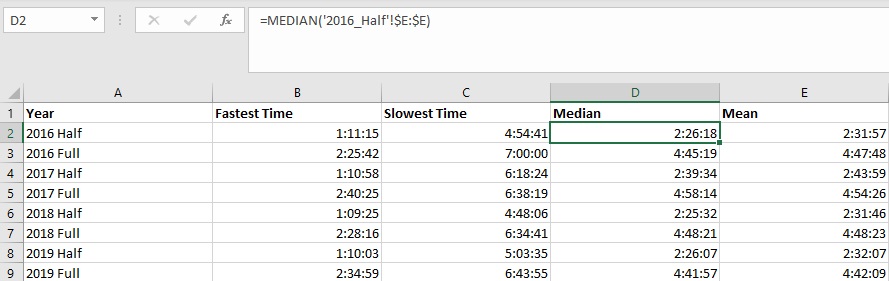 D2 fx =MEDIAN('2016_Half'!$E:$E)
A B C D E
1 Year Fastest Time Slowest Time Median Mean
2 2016 Half 1:11:15 4:54:41 2:26:18 2:31:57
3 2016 Full 2:25:42 7:00:00 4:45:19 4:47:48
4 2017 Half 1:10:58 6:18:24 2:39:34 2:43:59
5 2017 Full 2:40:25 6:38:19 4:58:14 4:54:26
6 2018 Half 1:09:25 4:48:06 2:25:32 2:31:46
7 2018 Full 2:28:16 6:34:41 4:48:21 4:48:23
8 2019 Half 1:10:03 5:03:35 2:26:07 2:32:07
9 2019 Full 2:34:59 6:43:55 4:41:57 4:42:09